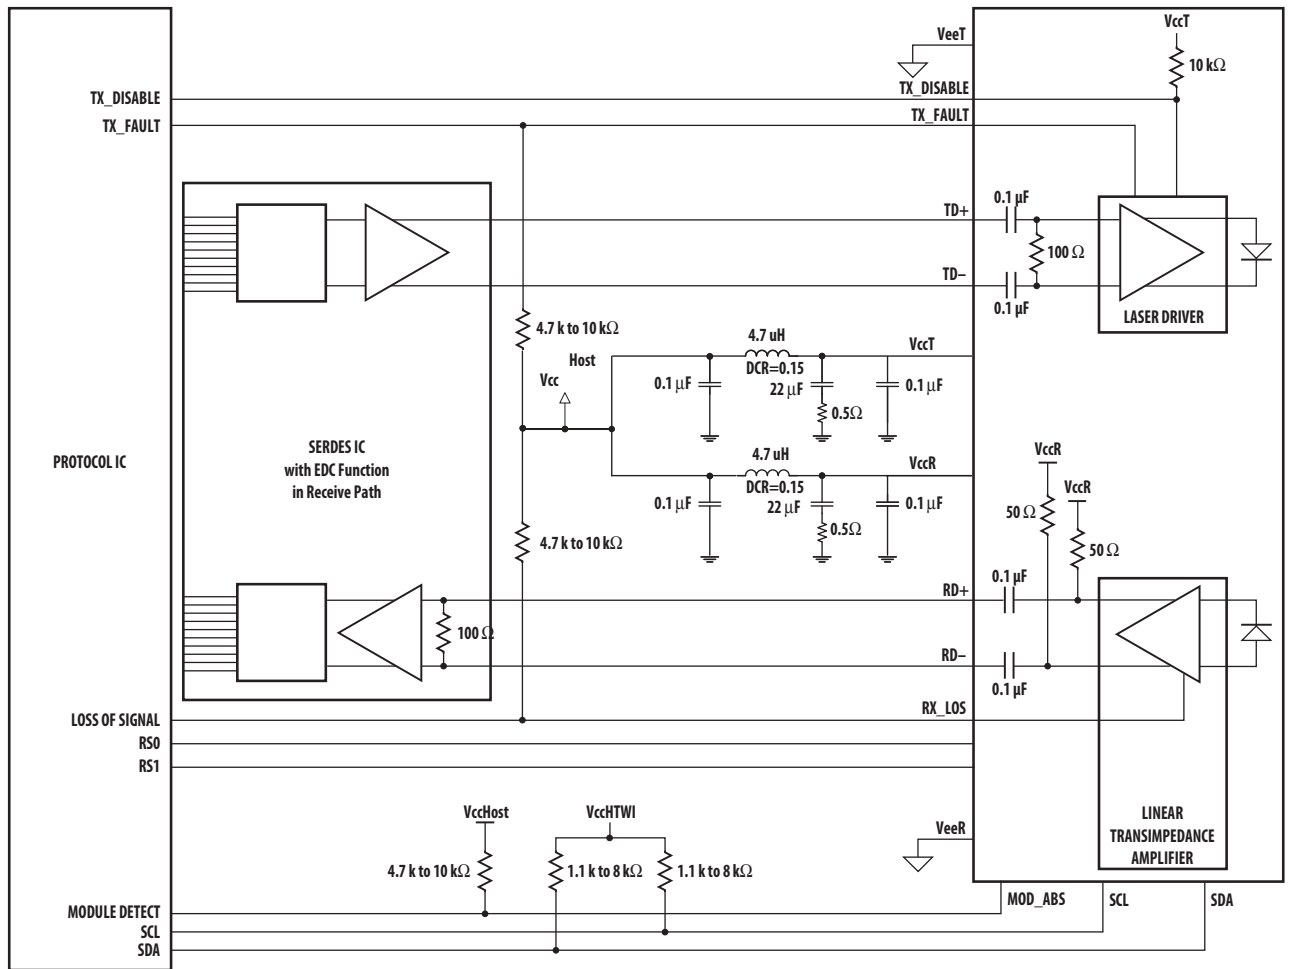 VccT
VeeT
10 kΩ
TX_DISABLE
TX_DISABLE
TX_FAULT
TX_FAULT
0.1 µF
TD+
100 Ω
TD–
0.1 µF
LASER DRIVER
4.7 k to 10 kΩ
4.7 uH
VccT
Host
DCR=0.15
Vcc
0.1 µF
22 µF
0.1 µF
0.5Ω
SERDES IC
with EDC Function
in Receive Path
PROTOCOL IC
4.7 uH
VccR
VccR
DCR=0.15
VccR
0.1 µF
22 µF
0.1 µF
50 Ω
0.5Ω
4.7 k to 10 kΩ
50 Ω
0.1 µF
RD+
100 Ω
RD–
0.1 µF
LOSS OF SIGNAL
RX_LOS
RS0
RS1
VccHost
VccHTWI
VeeR
LINEAR
TRANSIMPEDANCE
AMPLIFIER
4.7 k to 10 kΩ
1.1 k to 8 kΩ
1.1 k to 8 kΩ
MOD_ABS
SCL
SDA
MODULE DETECT
SCL
SDA